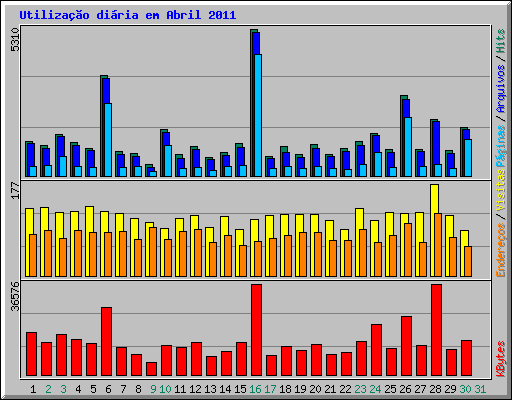 Utilização diária em Abril 2011
5310
177
36576
Endereços / Visitas Páginas / Arquivos / Hits
KBytes
1 2 3 4 5 6 7 8 9 10 11 12 13 14 15 16 17 18 19 20 21 22 23 24 25 26 27 28 29 30 31